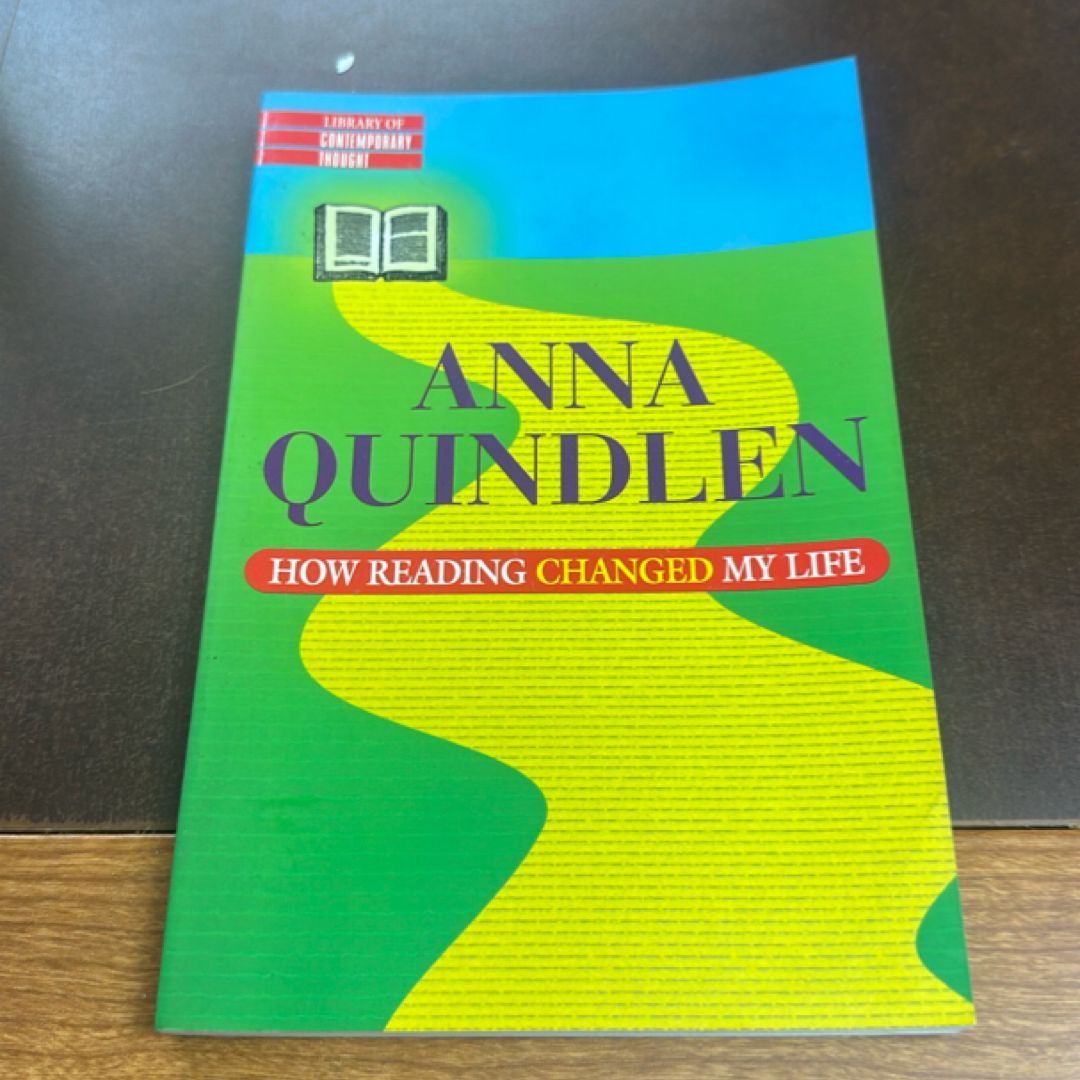 LIBRARY OF
CONTEMPORARY
THOUGHT
ANNA
QUINDLEN
HOW READING CHANGED MY LIFE